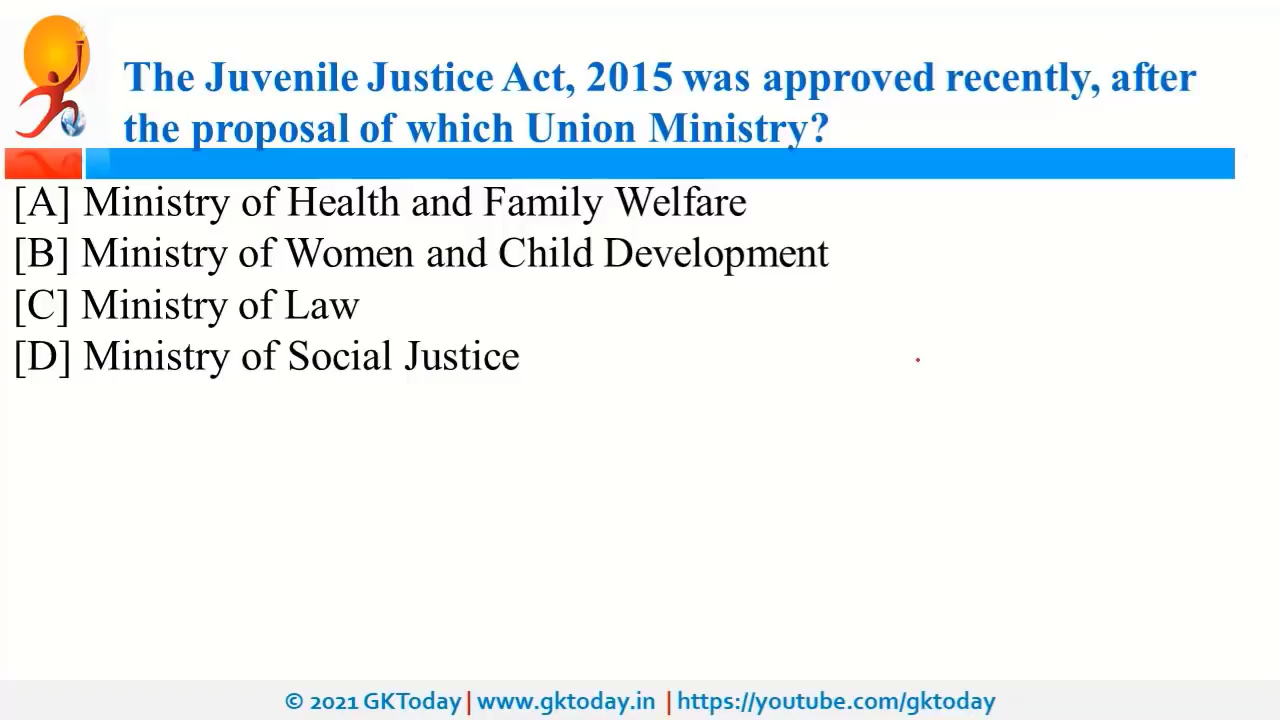 The Juvenile Justice Act, 2015 was approved recently, after
the proposal of which Union Ministry?
[A] Ministry of Health and Family Welfare
[B] Ministry of Women and Child Development
[C] Ministry of Law
[D] Ministry of Social Justice
© 2021 GKToday | www.gktoday.in | https://youtube.com/gktoday